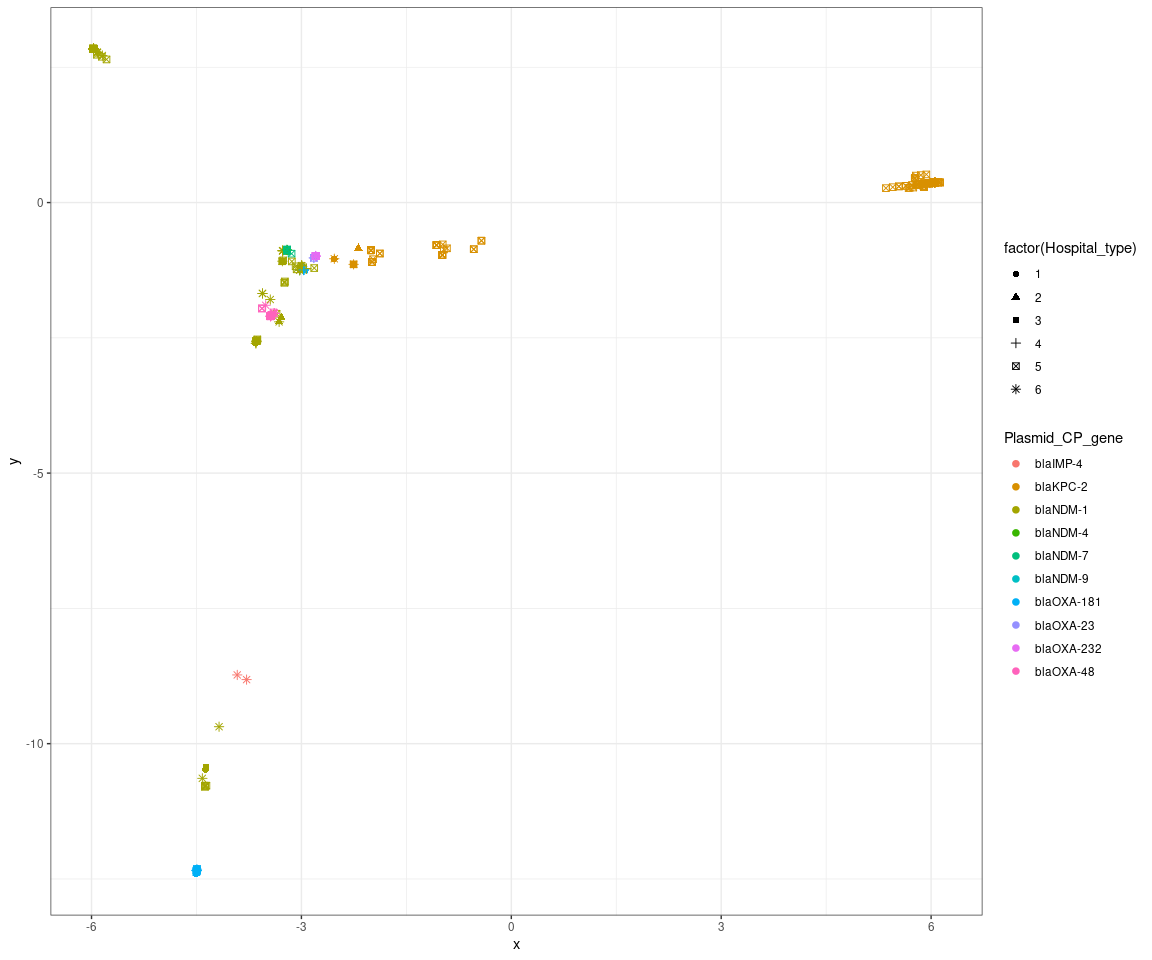 0
-5
-10
y
-6
-3
0
3
6
x
factor(Hospital_type)
1
2
3
4
5
6
Plasmid_CP_gene
blaIMP-4
blaKPC-2
blaNDM-1
blaNDM-4
blaNDM-7
blaNDM-9
blaOXA-181
blaOXA-23
blaOXA-232
blaOXA-48